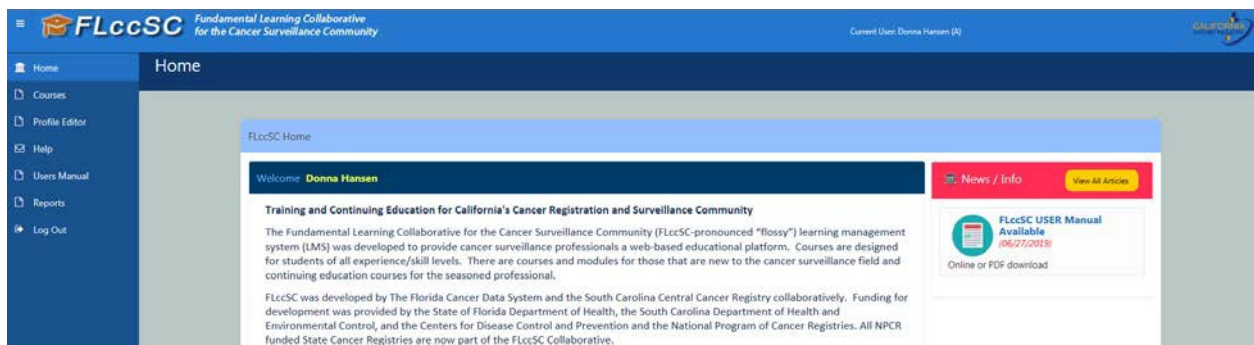 FLccSC
Fundamental Learning Collaborative
for the Cancer Surveillance Community
Current User: Donna Hansen (A)
CALIFORNIA
Home
Courses
Profile Editor
Help
Users Manual
Reports
Log Out
Home
FLccSC Home
Welcome Donna Hansen
Training and Continuing Education for California's Cancer Registration and Surveillance Community
The Fundamental Learning Collaborative for the Cancer Surveillance Community (FLccSC-pronounced “flossy”) learning management
system (LMS) was developed to provide cancer surveillance professionals a web-based educational platform. Courses are designed
for students of all experience/skill levels. There are courses and modules for those that are new to the cancer surveillance field and
continuing education courses for the seasoned professional.
FLccSC was developed by The Florida Cancer Data System and the South Carolina Central Cancer Registry collaboratively. Funding for
development was provided by the State of Florida Department of Health, the South Carolina Department of Health and
Environmental Control, and the Centers for Disease Control and Prevention and the National Program of Cancer Registries. All NPCR
funded State Cancer Registries are now part of the FLccSC Collaborative.
News / Info
View All Articles
FLccSC USER Manual
Available
(06/27/2019)
Online or PDF download